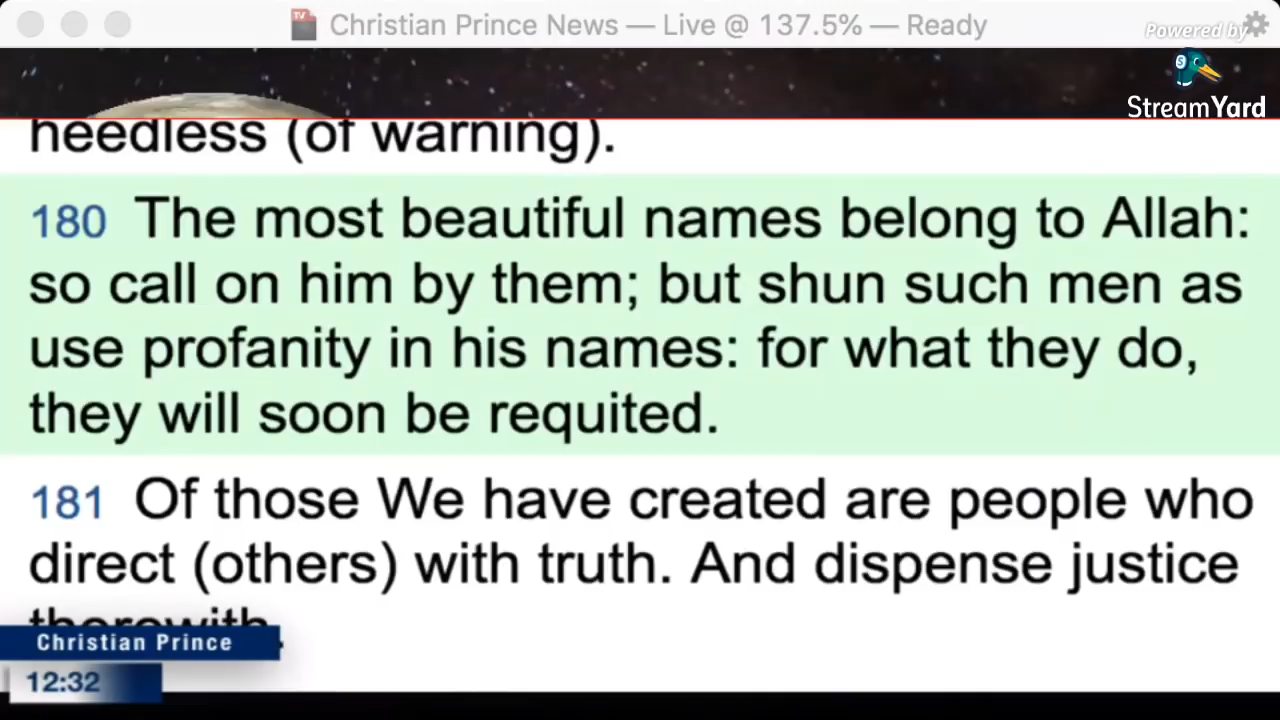 Christian Prince News — Live @ 137.5% — Ready
Powered by
StreamYard
heedless (of warning).
180 The most beautiful names belong to Allah:
so call on him by them; but shun such men as
use profanity in his names: for what they do,
they will soon be requited.
181 Of those We have created are people who
direct (others) with truth. And dispense justice
therewith.
Christian Prince
12:32